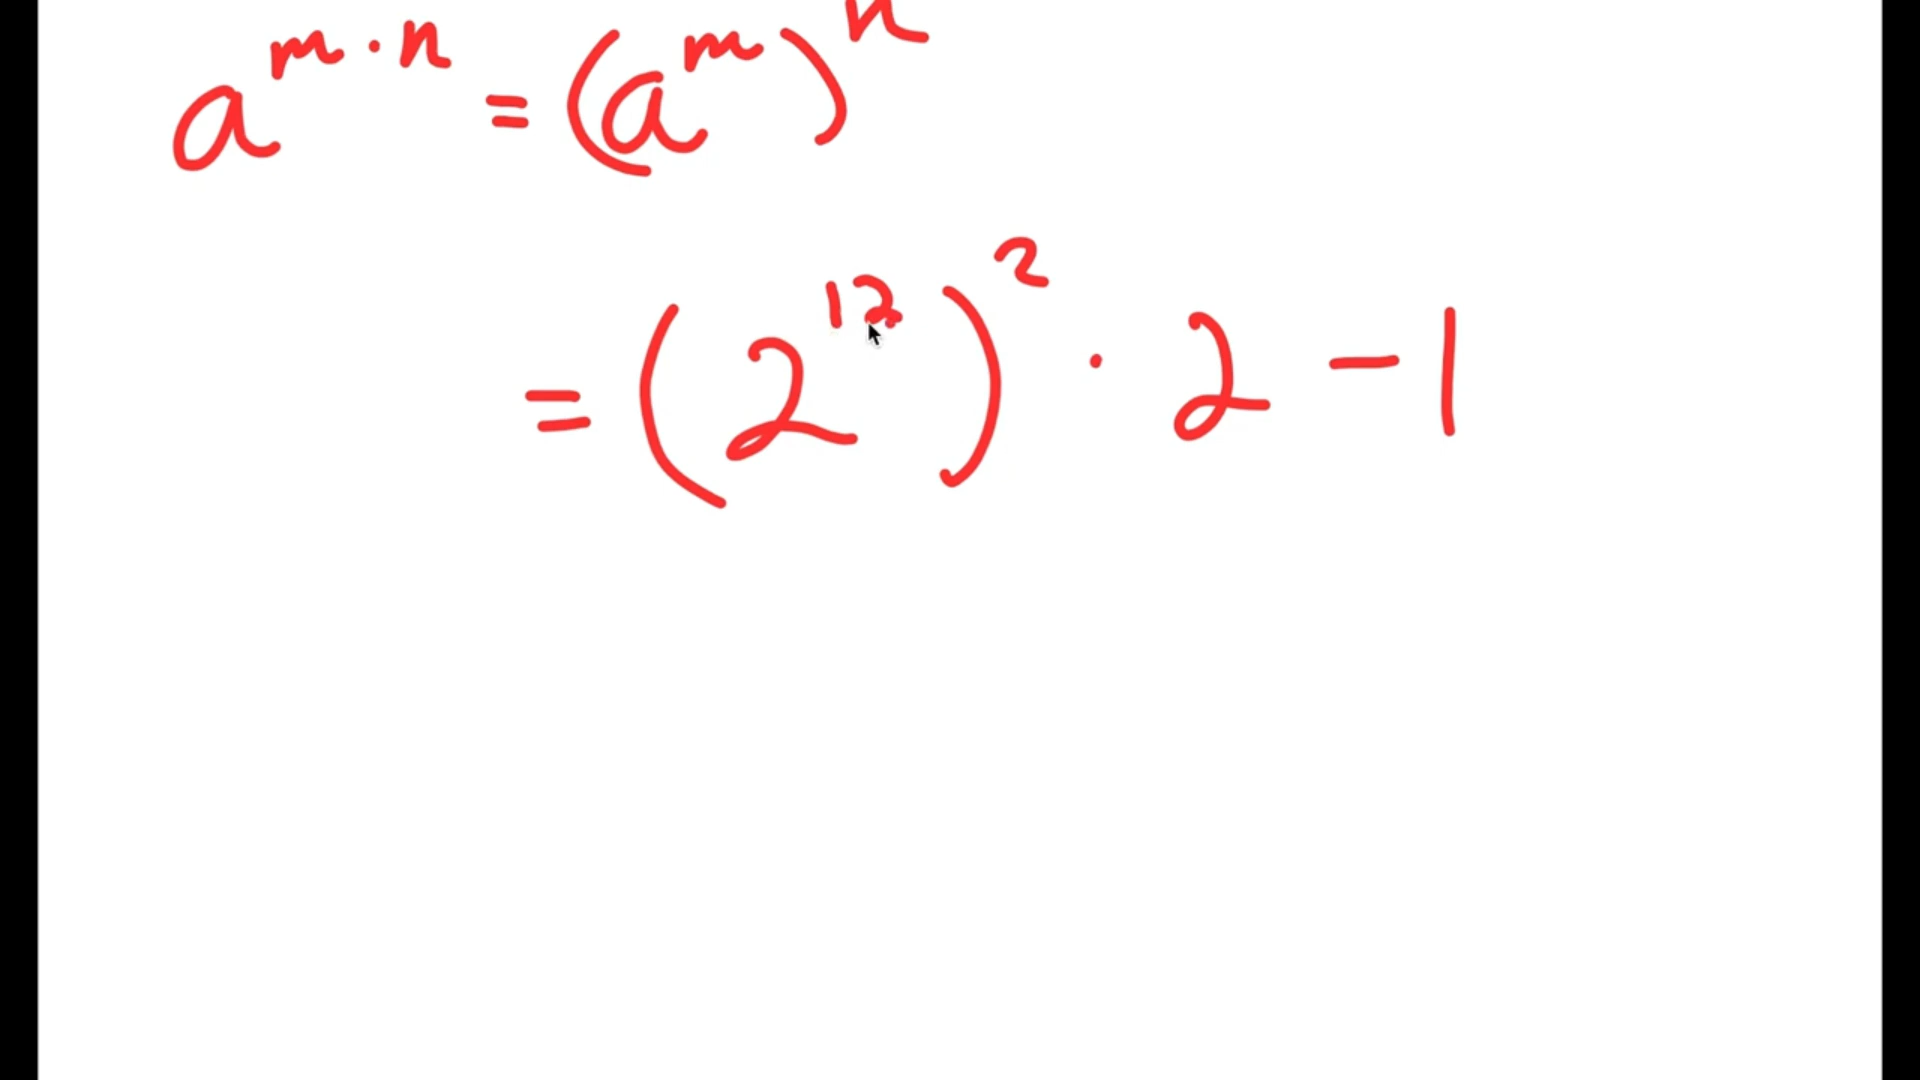 a^{m·n} = (a^m)^n
= (2^{12})^2 · 2 − 1